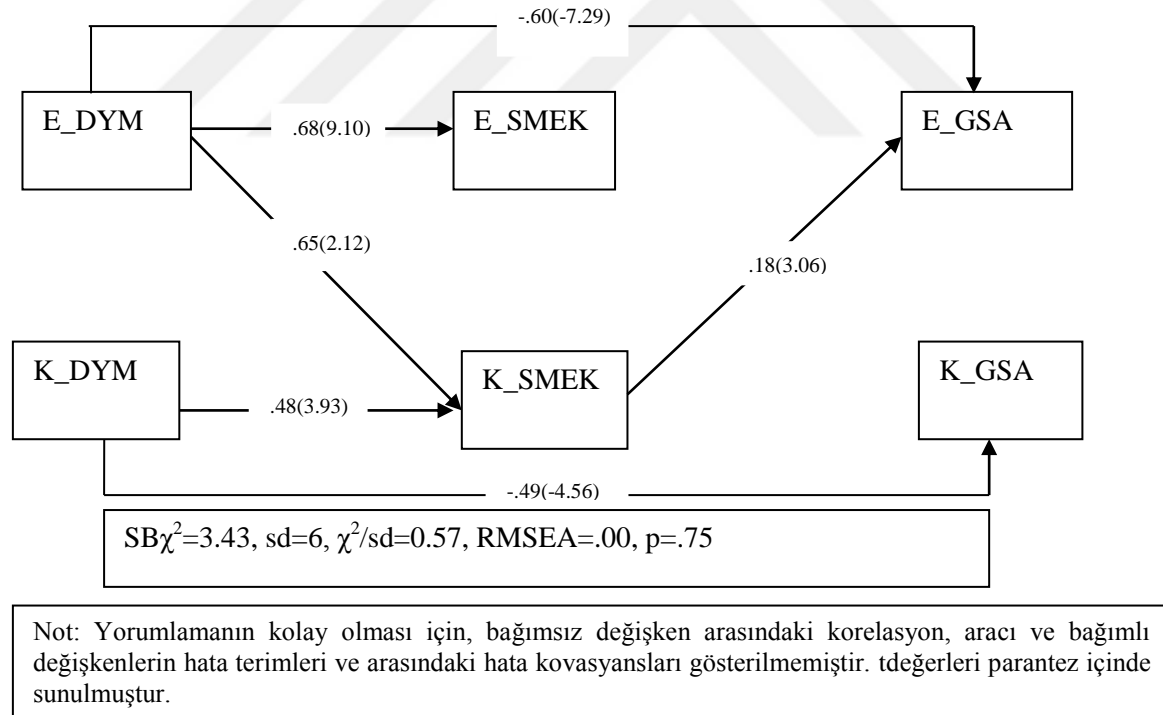 -.60(-7.29)
E_DYM
E_SMEK
E_GSA
.68(9.10)
.65(2.12)
.18(3.06)
K_DYM
K_SMEK
K_GSA
.48(3.93)
-.49(-4.56)
SBχ²=3.43, sd=6, χ²/sd=0.57, RMSEA=.00, p=.75
Not: Yorumlamanın kolay olması için, bağımsız değişken arasındaki korelasyon, aracı ve bağımlı
değişkenlerin hata terimleri ve arasındaki hata kovasyansları gösterilmemiştir. tdeğerleri parantez içinde
sunulmuştur.